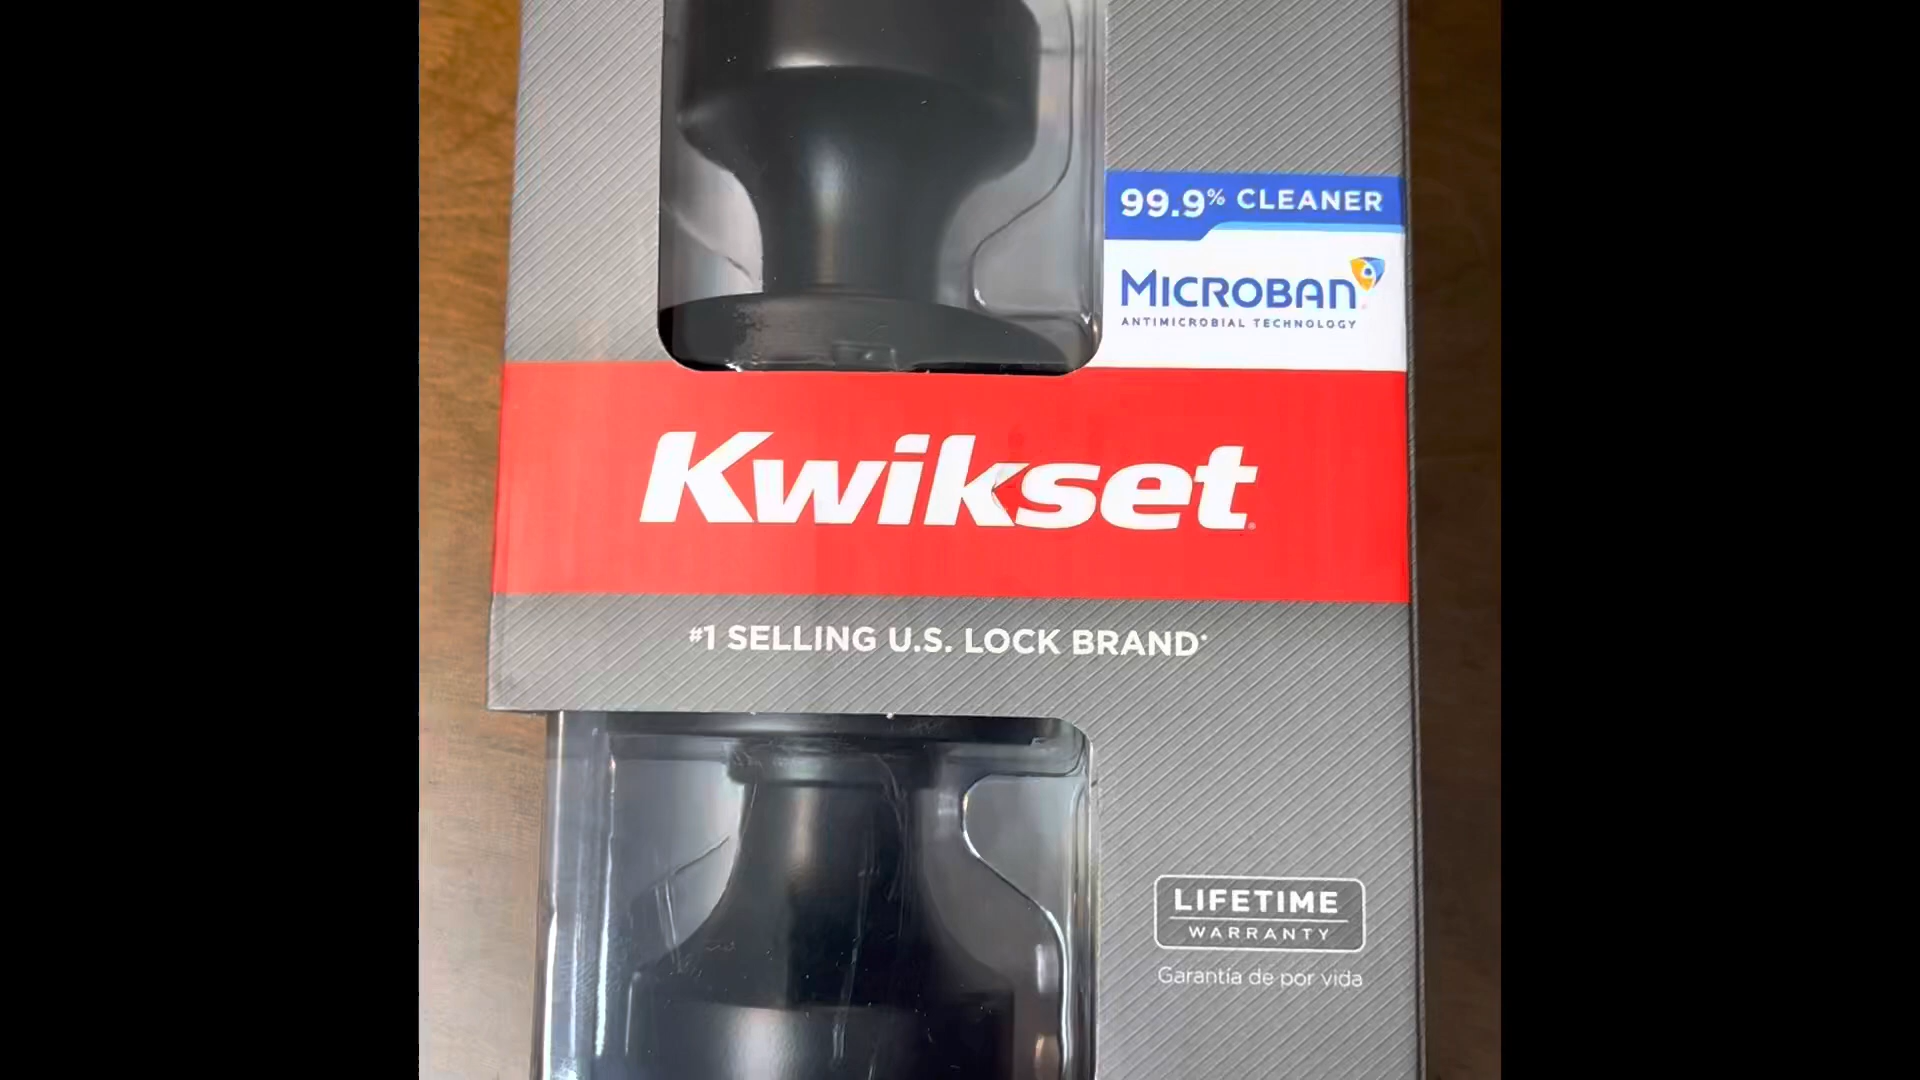 99.9% CLEANER
MICROBAN®
ANTIMICROBIAL TECHNOLOGY
Kwikset®
#1 SELLING U.S. LOCK BRAND*
LIFETIME
WARRANTY
Garantía de por vida